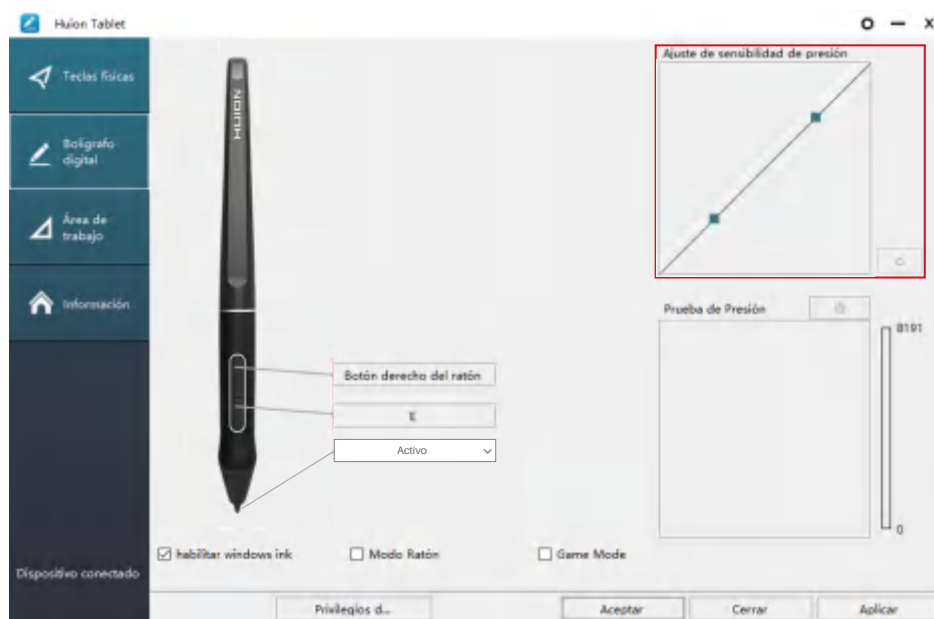 Huion Tablet
Teclas físicas
Bolígrafo
digital
Área de
trabajo
Información
Dispositivo conectado
HUION
Botón derecho del ratón
E
Activo
habilitar windows ink
Modo Ratón
Game Mode
Ajuste de sensibilidad de presión
Prueba de Presión
8191
0
Privilegios d...
Aceptar
Cerrar
Aplicar